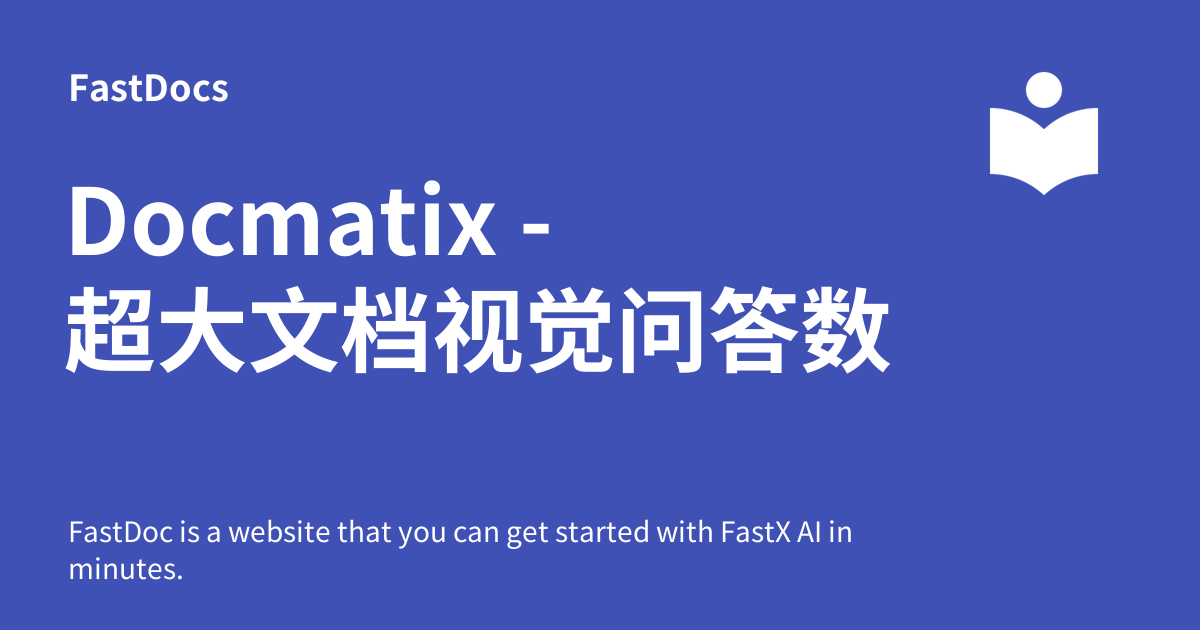 FastDocs
Docmatix -
超大文档视觉问答数
FastDoc is a website that you can get started with FastX AI in
minutes.